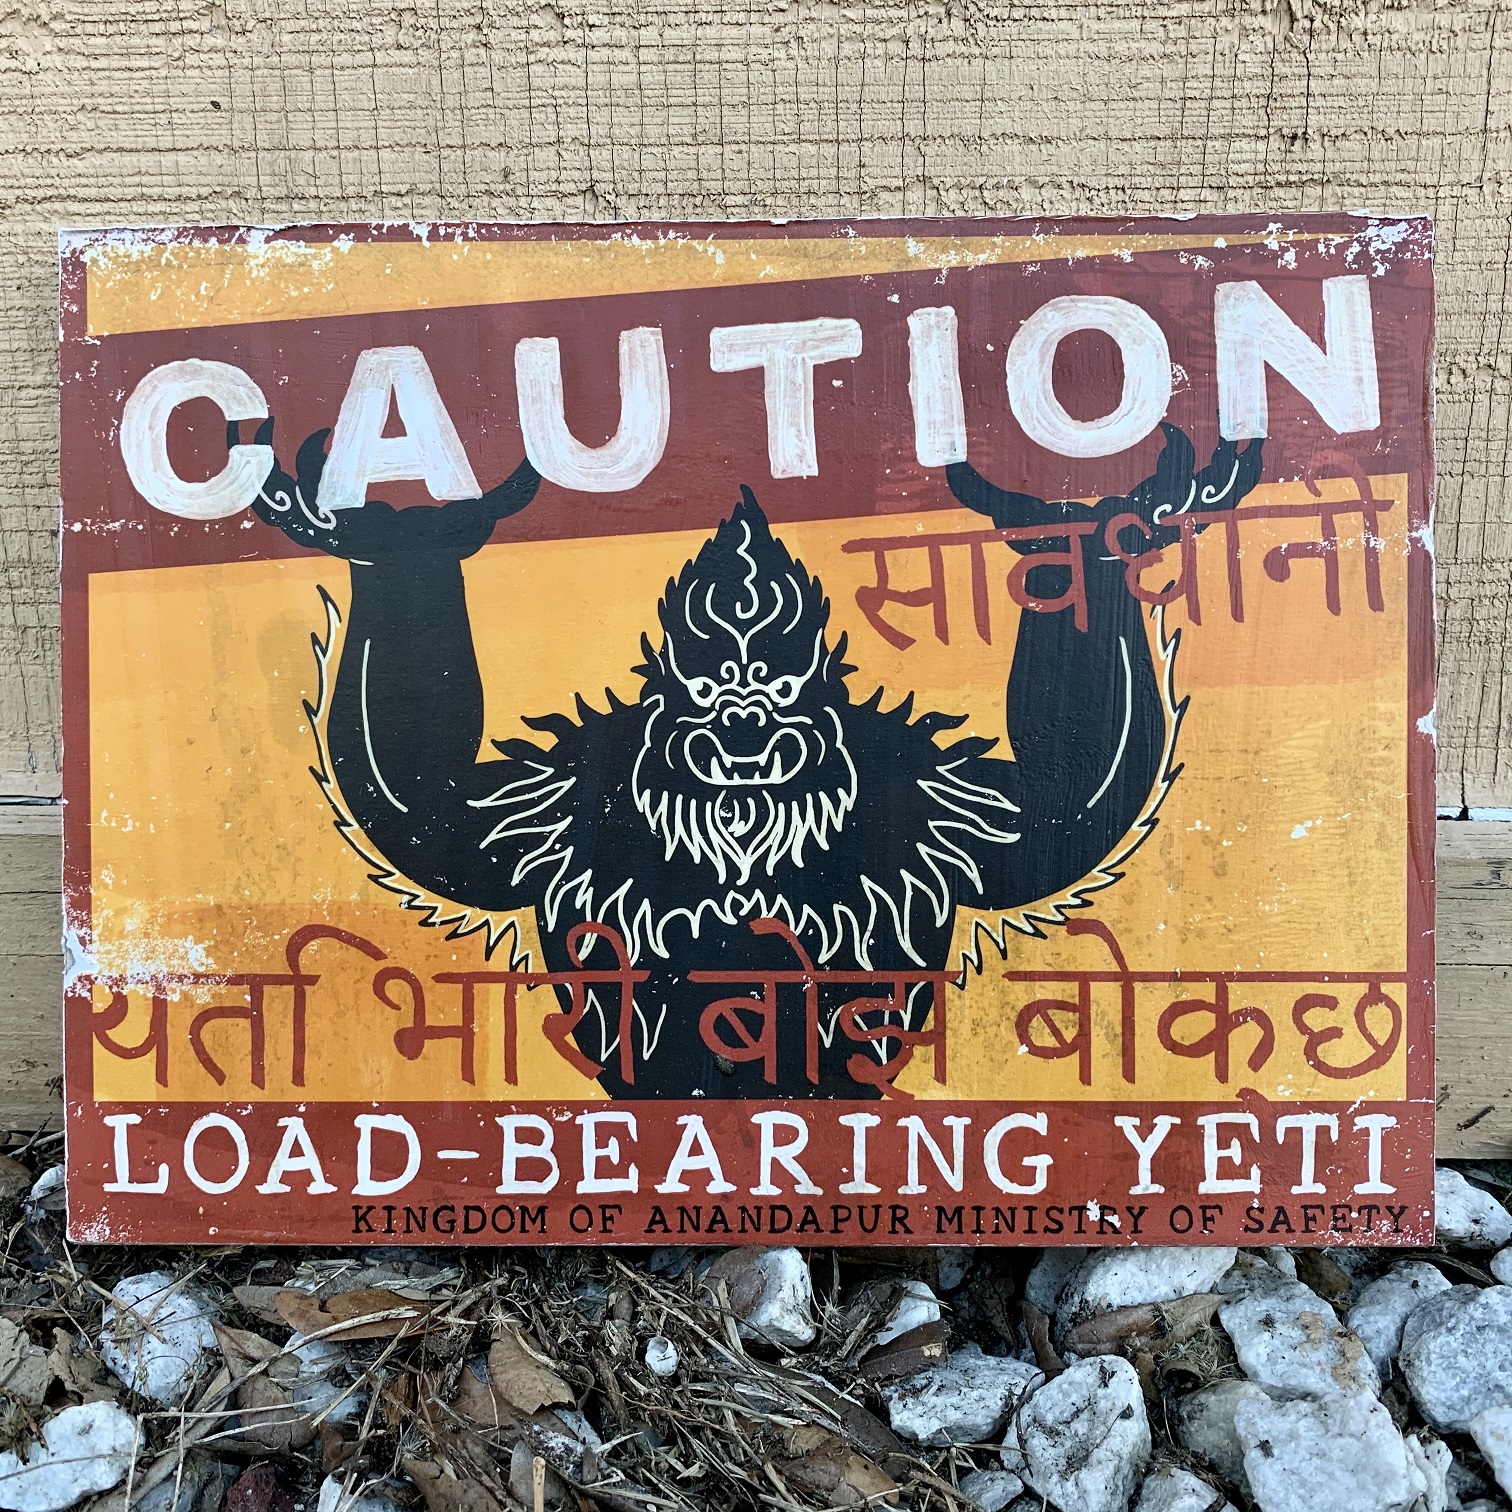 CAUTION
सावधानी
यती भारी बोझ बोकछ
LOAD-BEARING YETI
KINGDOM OF ANANDAPUR MINISTRY OF SAFETY